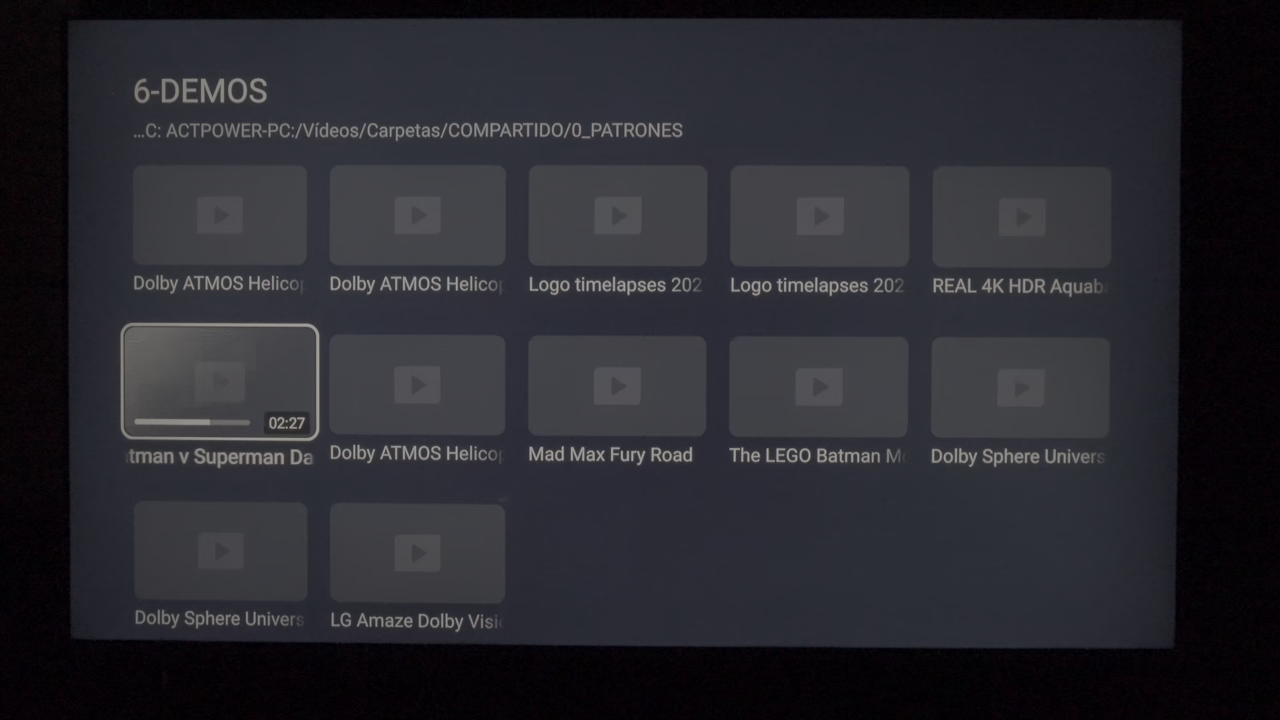 6-DEMOS
...C: ACTPOWER-PC:/Vídeos/Carpetas/COMPARTIDO/0_PATRONES
Dolby ATMOS Helico
Dolby ATMOS Helico
Logo timelapses 202
Logo timelapses 202
REAL 4K HDR Aquab
02:27
tman v Superman Da
Dolby ATMOS Helico
Mad Max Fury Road
The LEGO Batman M
Dolby Sphere Univers
Dolby Sphere Univers
LG Amaze Dolby Visi